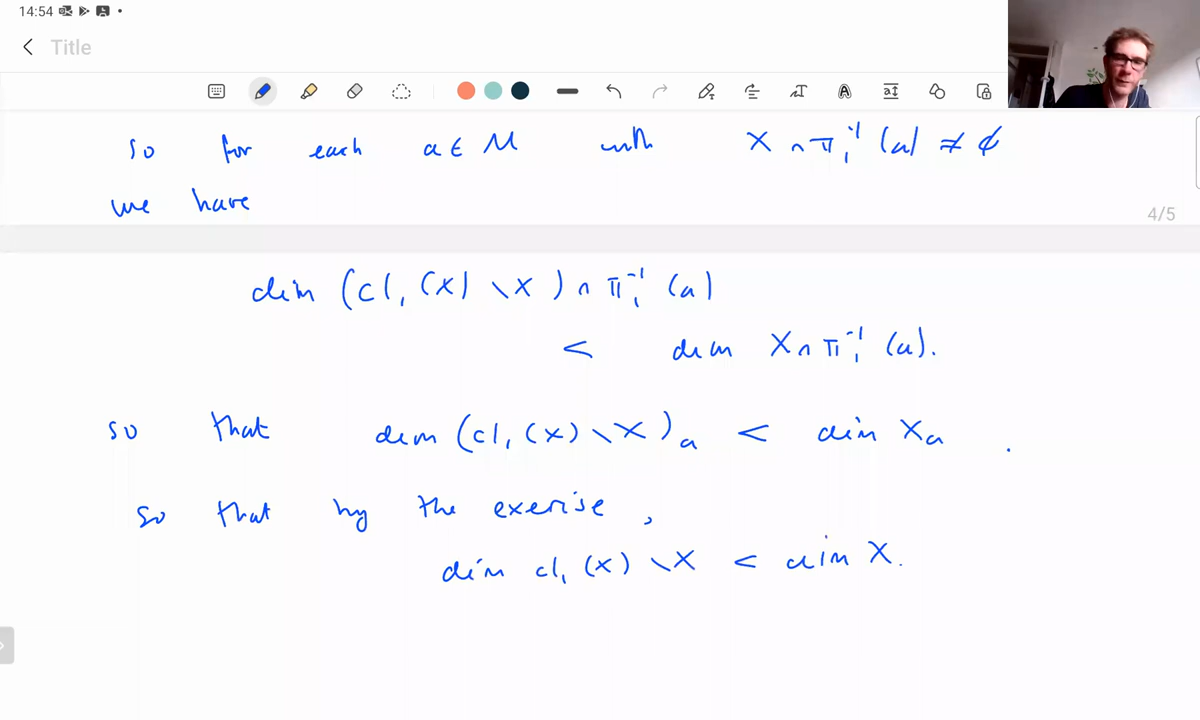 14:54
Title
so for each a ∈ M with X ∩ π₁⁻¹ (a) ≠ ∅
we have
4/5
dim (cl₁ (X) \ X) ∩ π₁⁻¹ (a)
< dim X ∩ π₁⁻¹ (a).
so that dim (cl₁ (X) \ X)ₐ < dim Xₐ .
so that by the exerise ,
dim cl₁ (X) \ X < dim X.